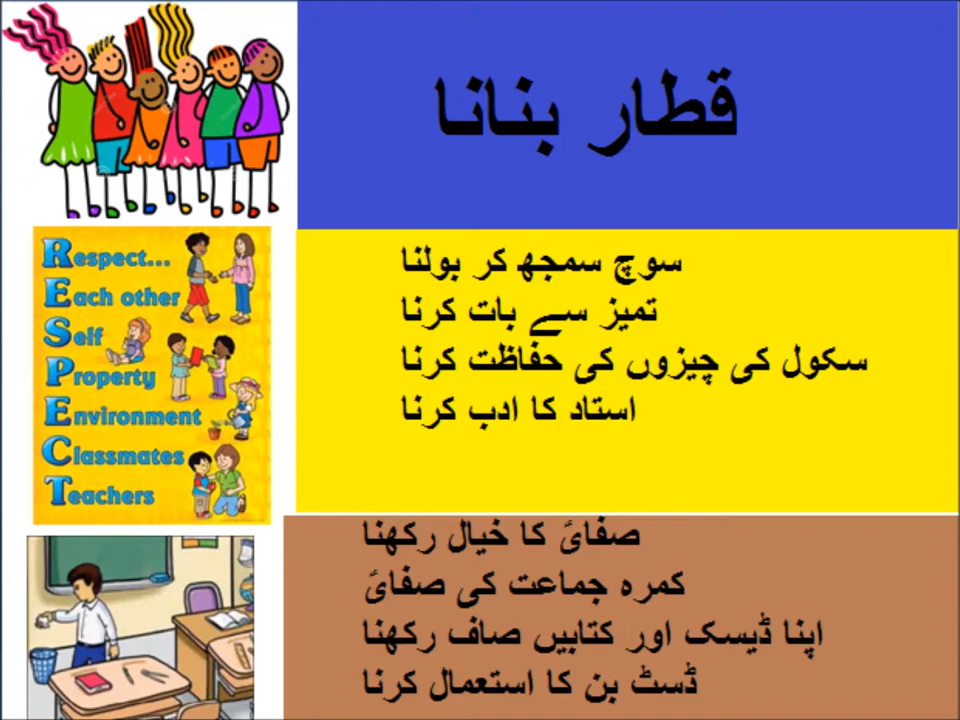 قطار بنانا
Respect...
Each other
Self
Property
Environment
Classmates
Teachers
سوچ سمجھ کر بولنا
تمیز سے بات کرنا
سکول کی چیزوں کی حفاظت کرنا
استاد کا ادب کرنا
صفائ کا خیال رکھنا
کمرہ جماعت کی صفائ
اپنا ڈیسک اور کتابیں صاف رکھنا
ڈسٹ بن کا استعمال کرنا